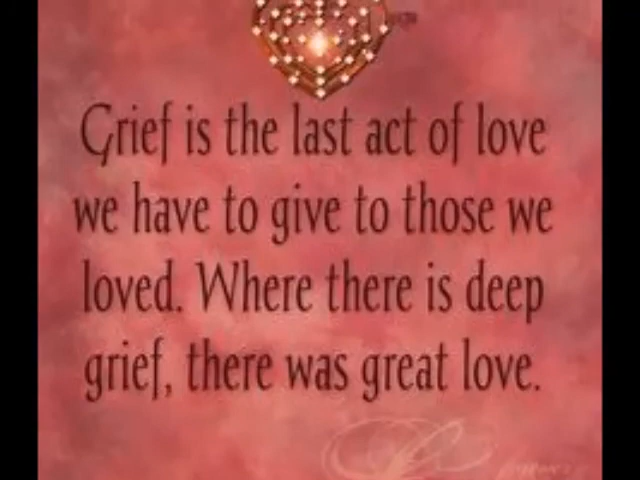 Grief is the last act of love
we have to give to those we
loved. Where there is deep
grief, there was great love.